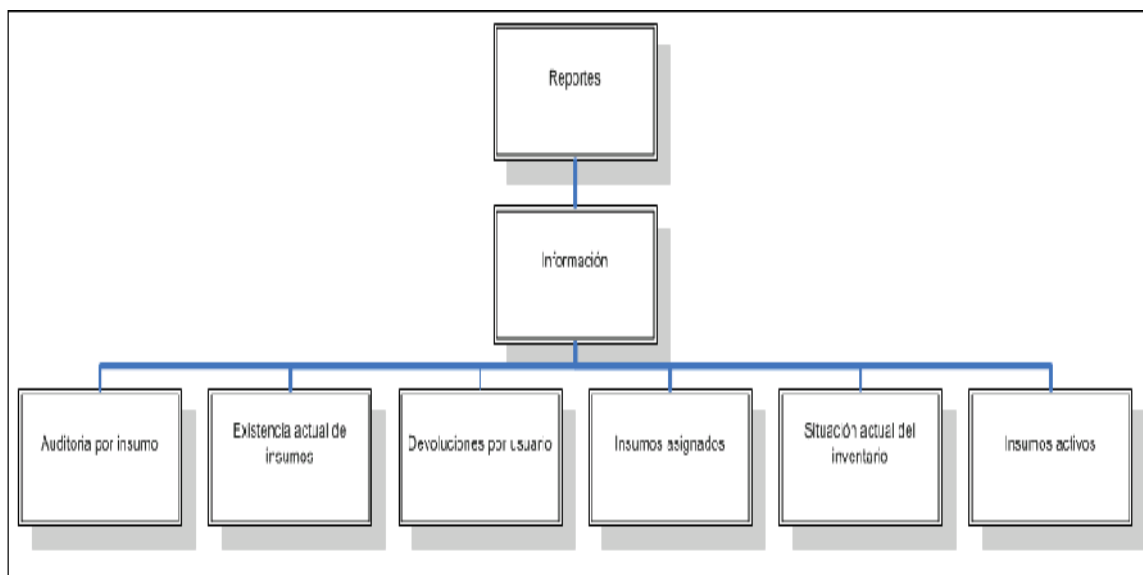 Reportes
Información
Auditoria por insumo
Existencia actual de
insumos
Devoluciones por usuario
Insumos asignados
Situación actual del
inventario
Insumos activos